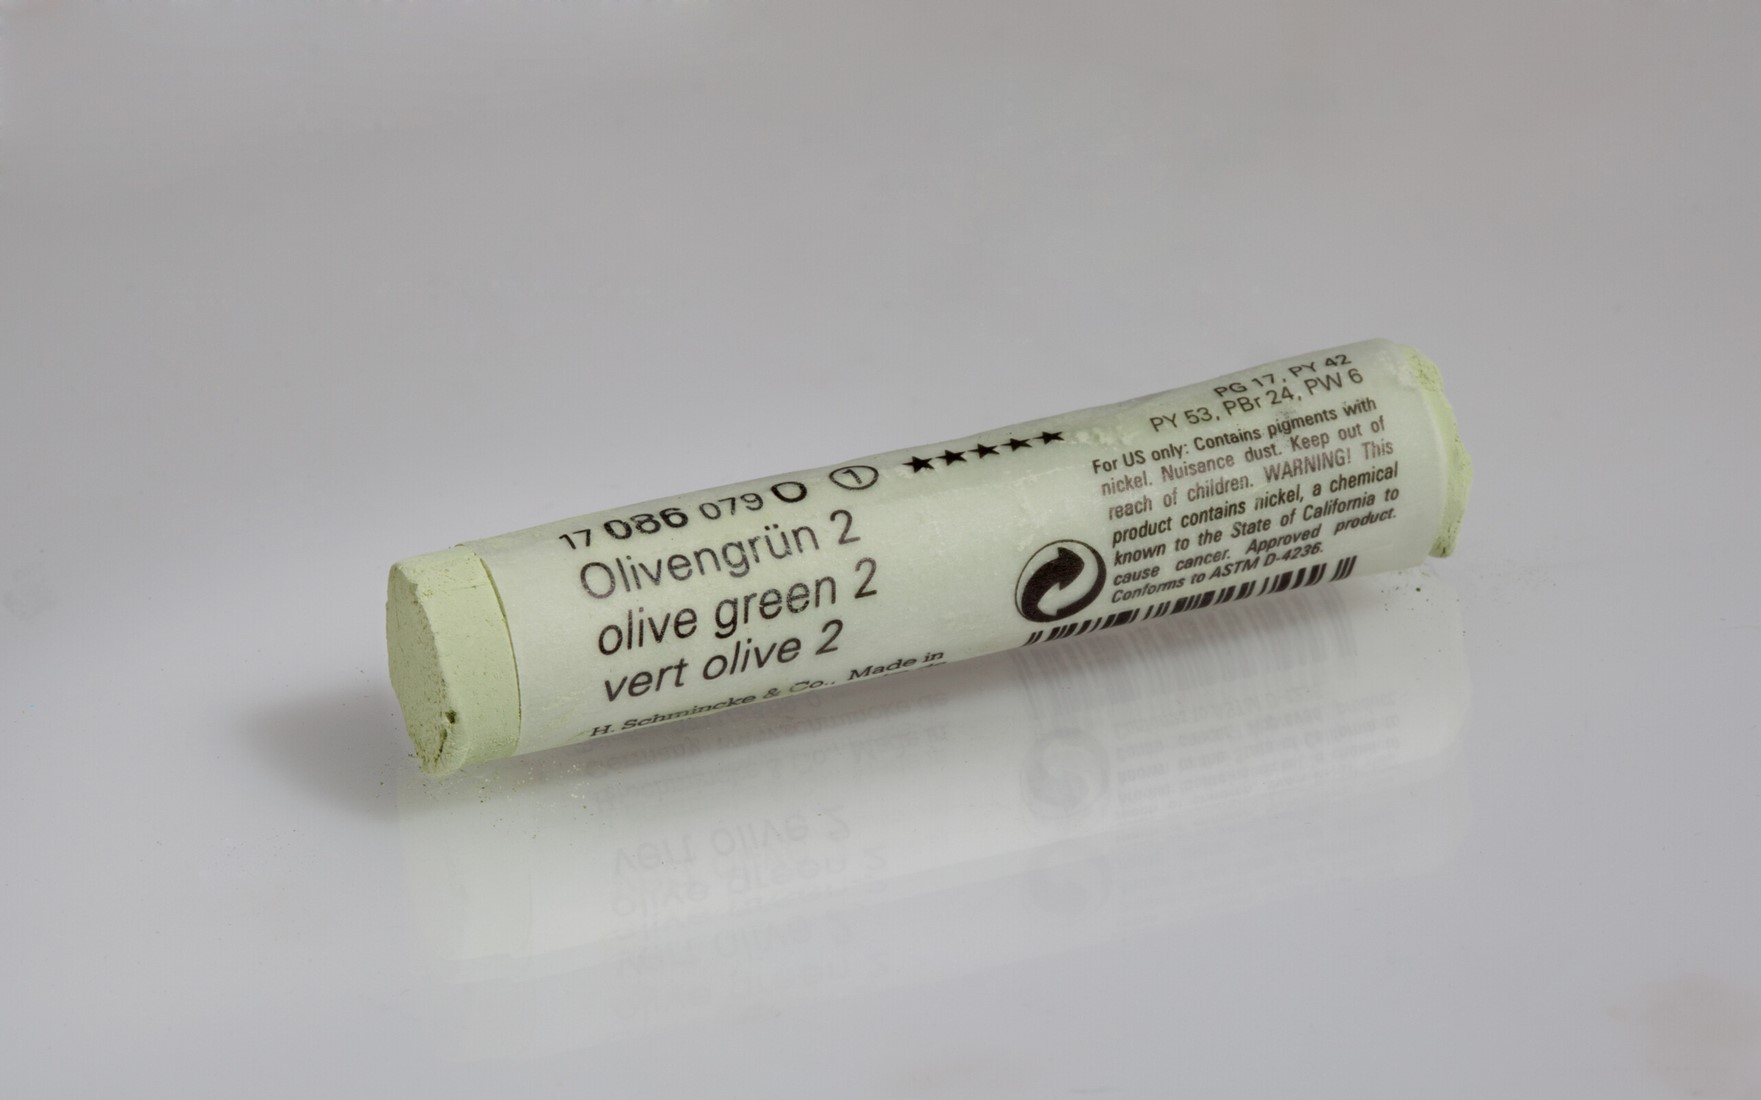 17 086 079 O ① ★★★★★
Olivengrün 2
olive green 2
vert olive 2
H. Schmincke & Co., Made in
PG 17, PY 42
PY 53, PBr 24, PW 6
For US only: Contains pigments with
nickel. Nuisance dust. Keep out of
reach of children. WARNING! This
product contains nickel, a chemical
known to the State of California to
cause cancer. Approved product.
Conforms to ASTM D-4236.